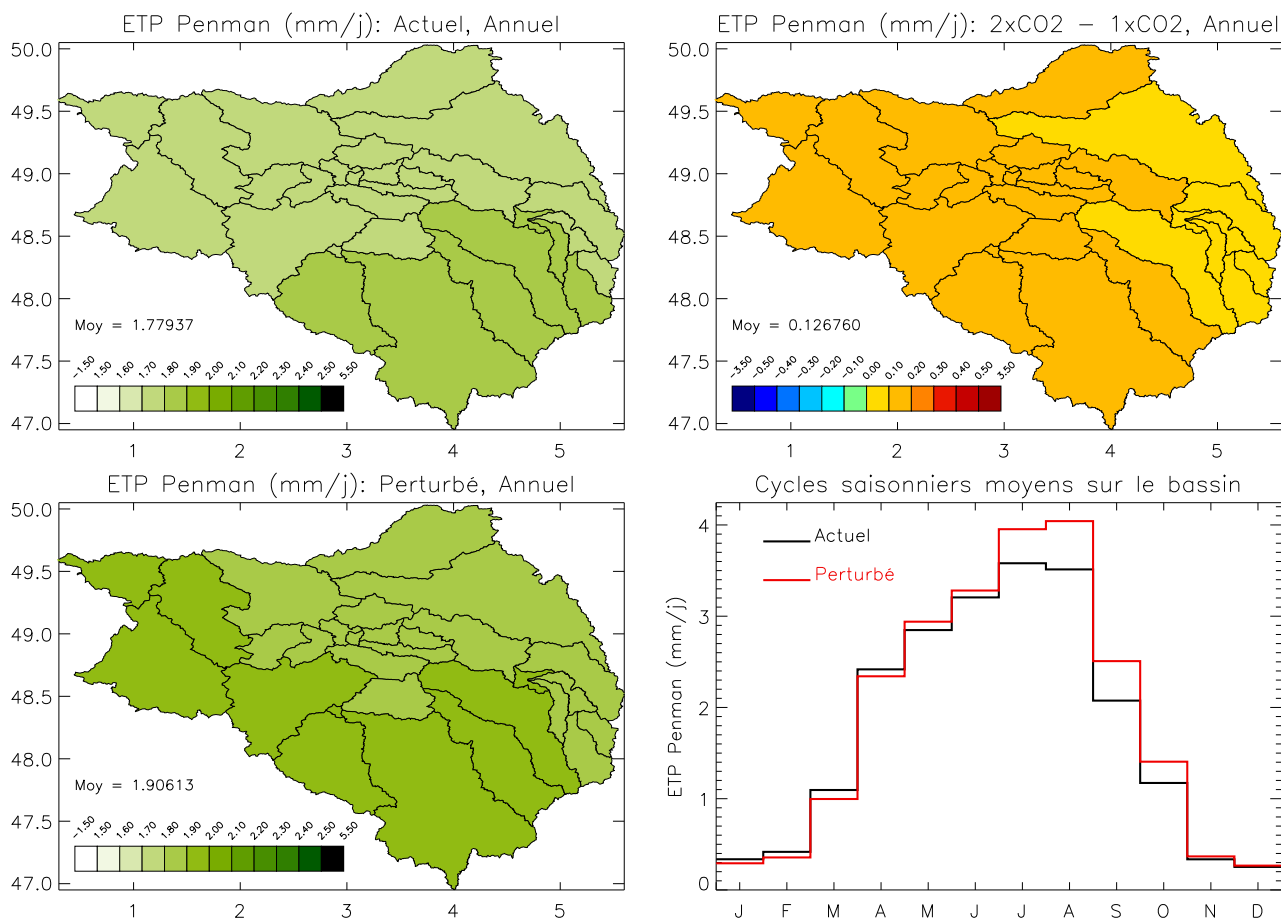 ETP Penman (mm/j): Actuel, Annuel
50.0
49.5
49.0
48.5
48.0
47.5
47.0
Moy = 1.77937
−1.50 1.50 1.60 1.70 1.80 1.90 2.00 2.10 2.20 2.30 2.40 2.50 5.50
1 2 3 4 5
ETP Penman (mm/j): 2xCO2 − 1xCO2, Annuel
50.0
49.5
49.0
48.5
48.0
47.5
47.0
Moy = 0.126760
−3.50 −0.50 −0.40 −0.30 −0.20 −0.10 0.00 0.10 0.20 0.30 0.40 0.50 3.50
1 2 3 4 5
ETP Penman (mm/j): Perturbé, Annuel
50.0
49.5
49.0
48.5
48.0
47.5
47.0
Moy = 1.90613
−1.50 1.50 1.60 1.70 1.80 1.90 2.00 2.10 2.20 2.30 2.40 2.50 5.50
1 2 3 4 5
Cycles saisonniers moyens sur le bassin
ETP Penman (mm/j)
4
3
2
1
0
Actuel
Perturbé
J F M A M J J A S O N D